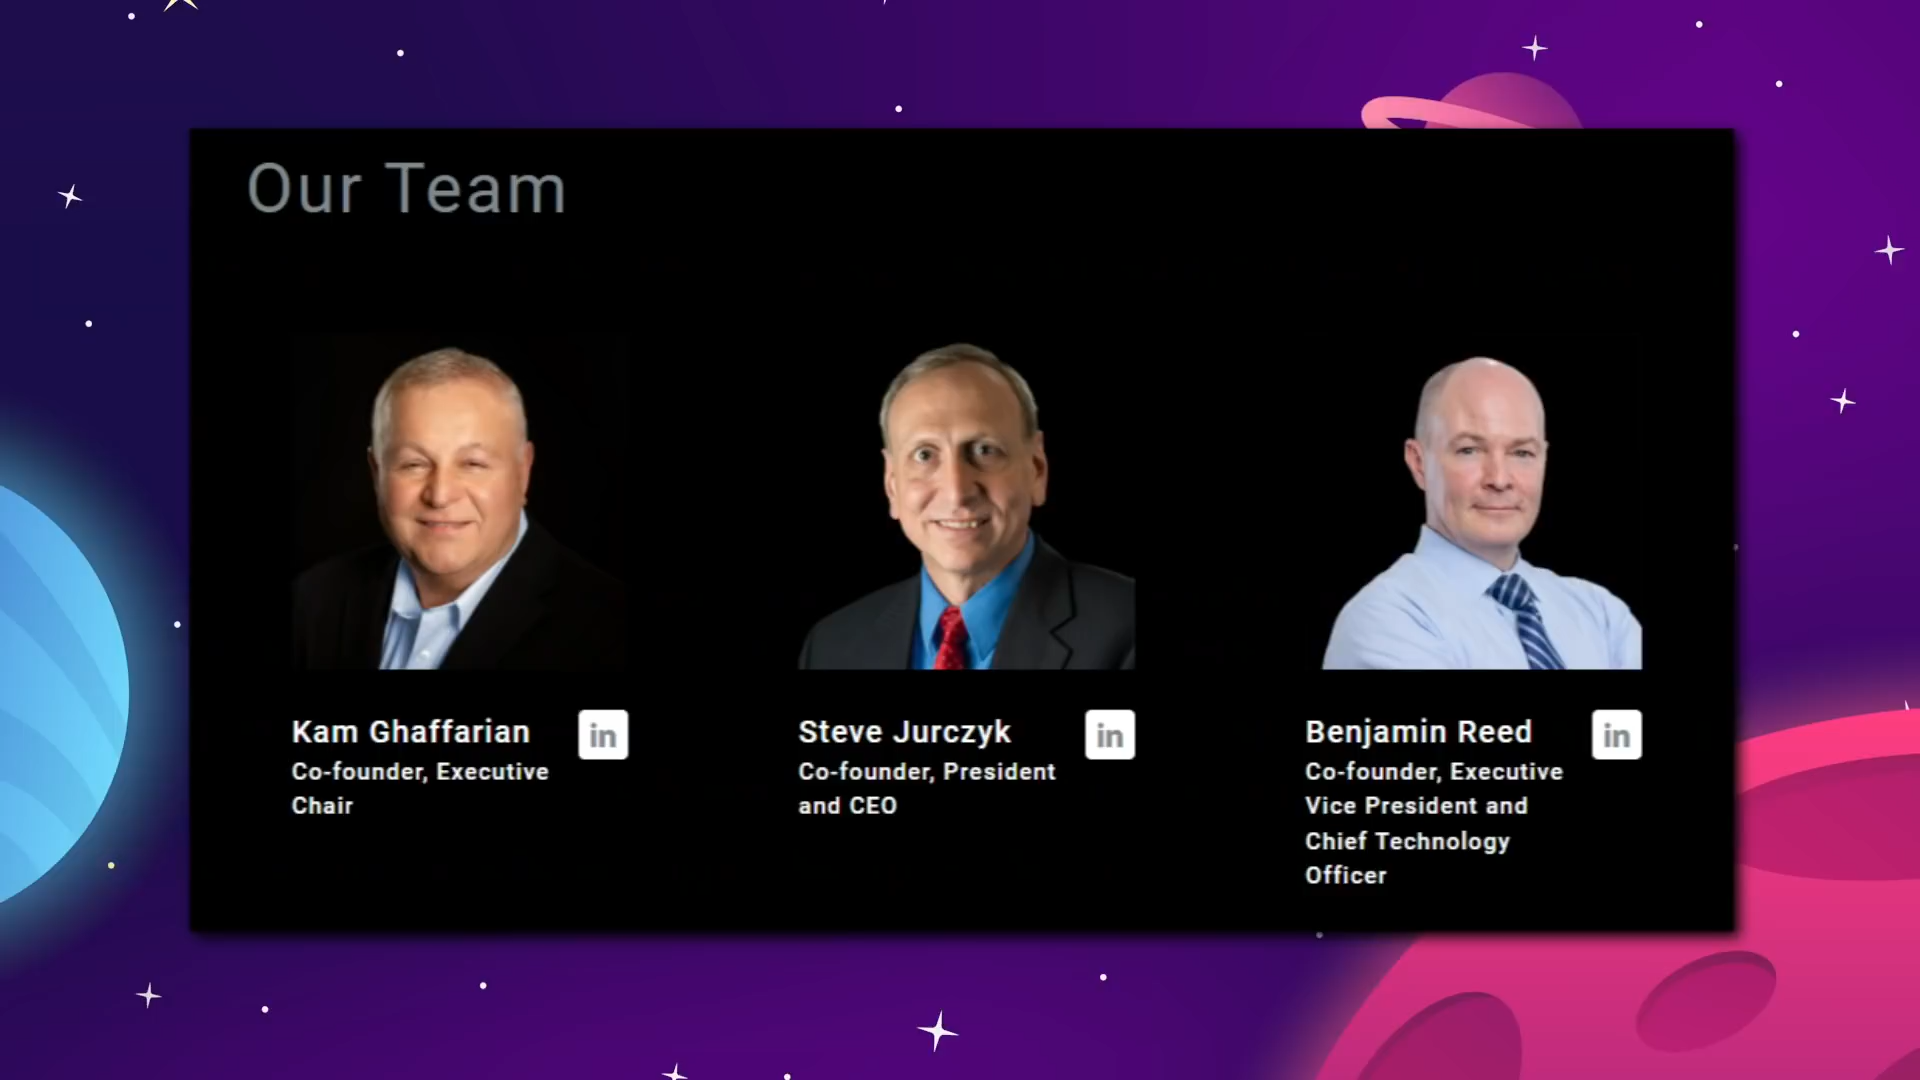 Our Team
Kam Ghaffarian
in
Co-founder, Executive
Chair
Steve Jurczyk
in
Co-founder, President
and CEO
Benjamin Reed
in
Co-founder, Executive
Vice President and
Chief Technology
Officer